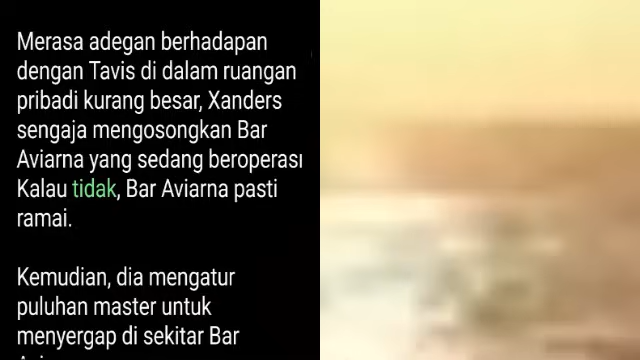 Merasa adegan berhadapan
dengan Tavis di dalam ruangan
pribadi kurang besar, Xanders
sengaja mengosongkan Bar
Aviarna yang sedang beroperasi
Kalau tidak, Bar Aviarna pasti
ramai.
Kemudian, dia mengatur
puluhan master untuk
menyergap di sekitar Bar